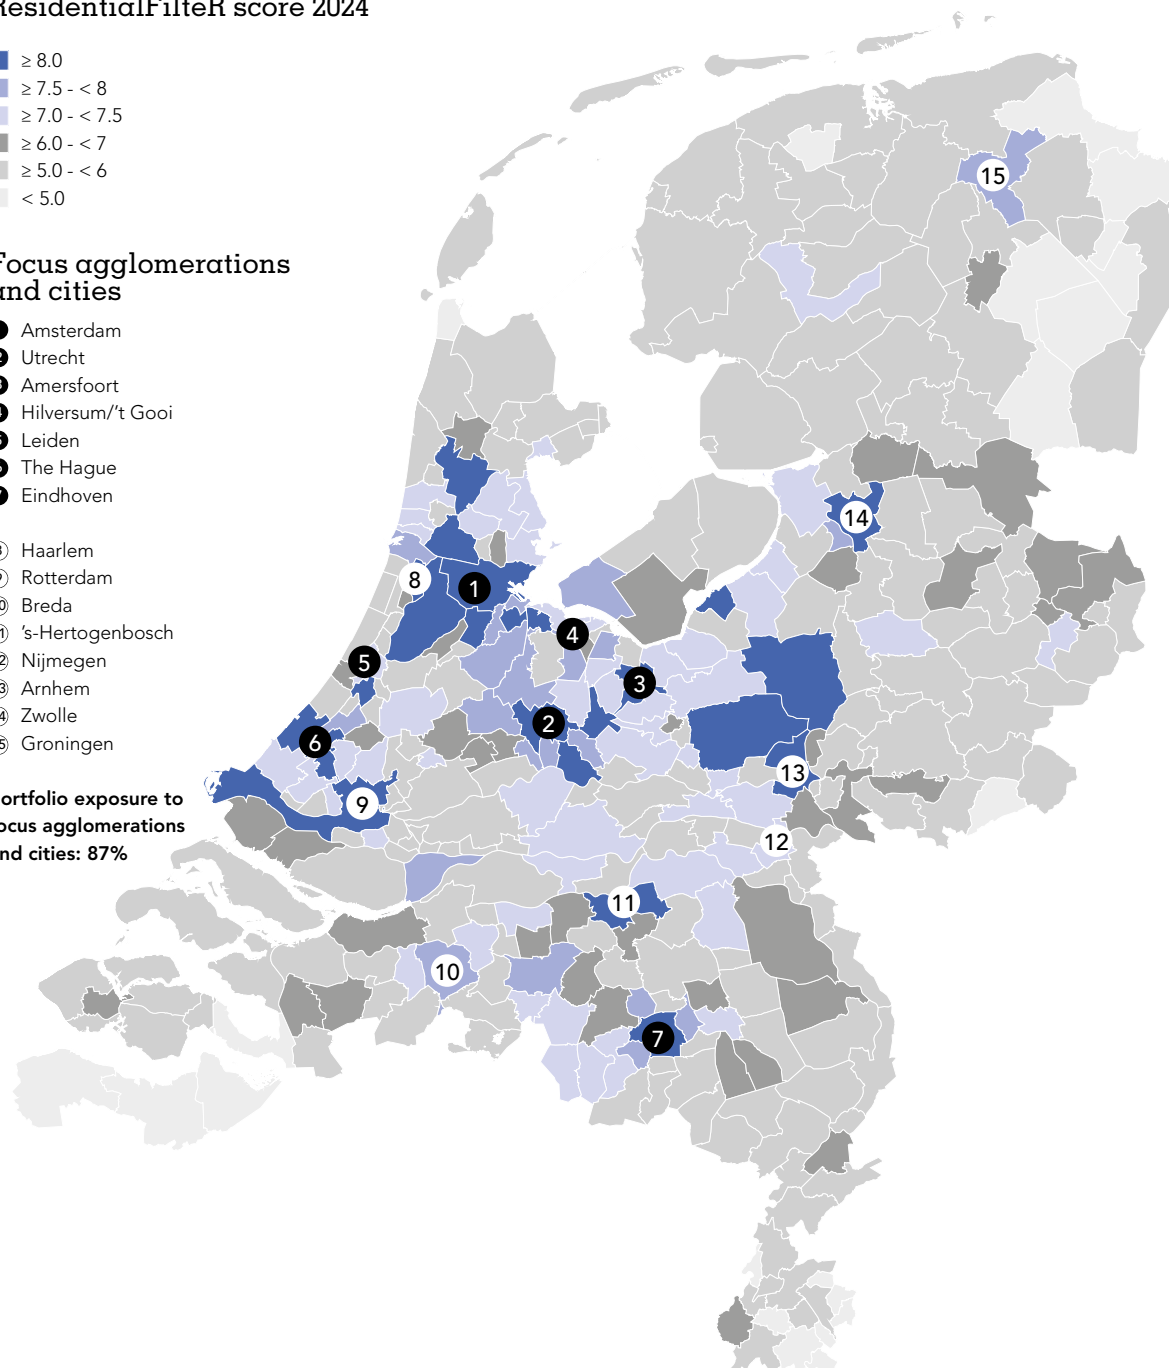 ResidentialFilteR score 2024
≥ 8.0
≥ 7.5 - < 8
≥ 7.0 - < 7.5
≥ 6.0 - < 7
≥ 5.0 - < 6
< 5.0
Focus agglomerations
and cities
Amsterdam
Utrecht
Amersfoort
Hilversum/'t Gooi
Leiden
The Hague
Eindhoven
Haarlem
Rotterdam
Breda
's-Hertogenbosch
Nijmegen
Arnhem
Zwolle
Groningen
ortfolio exposure to
ocus agglomerations
nd cities: 87%
15
14
8
1
4
5
3
2
6
13
9
12
11
10
7